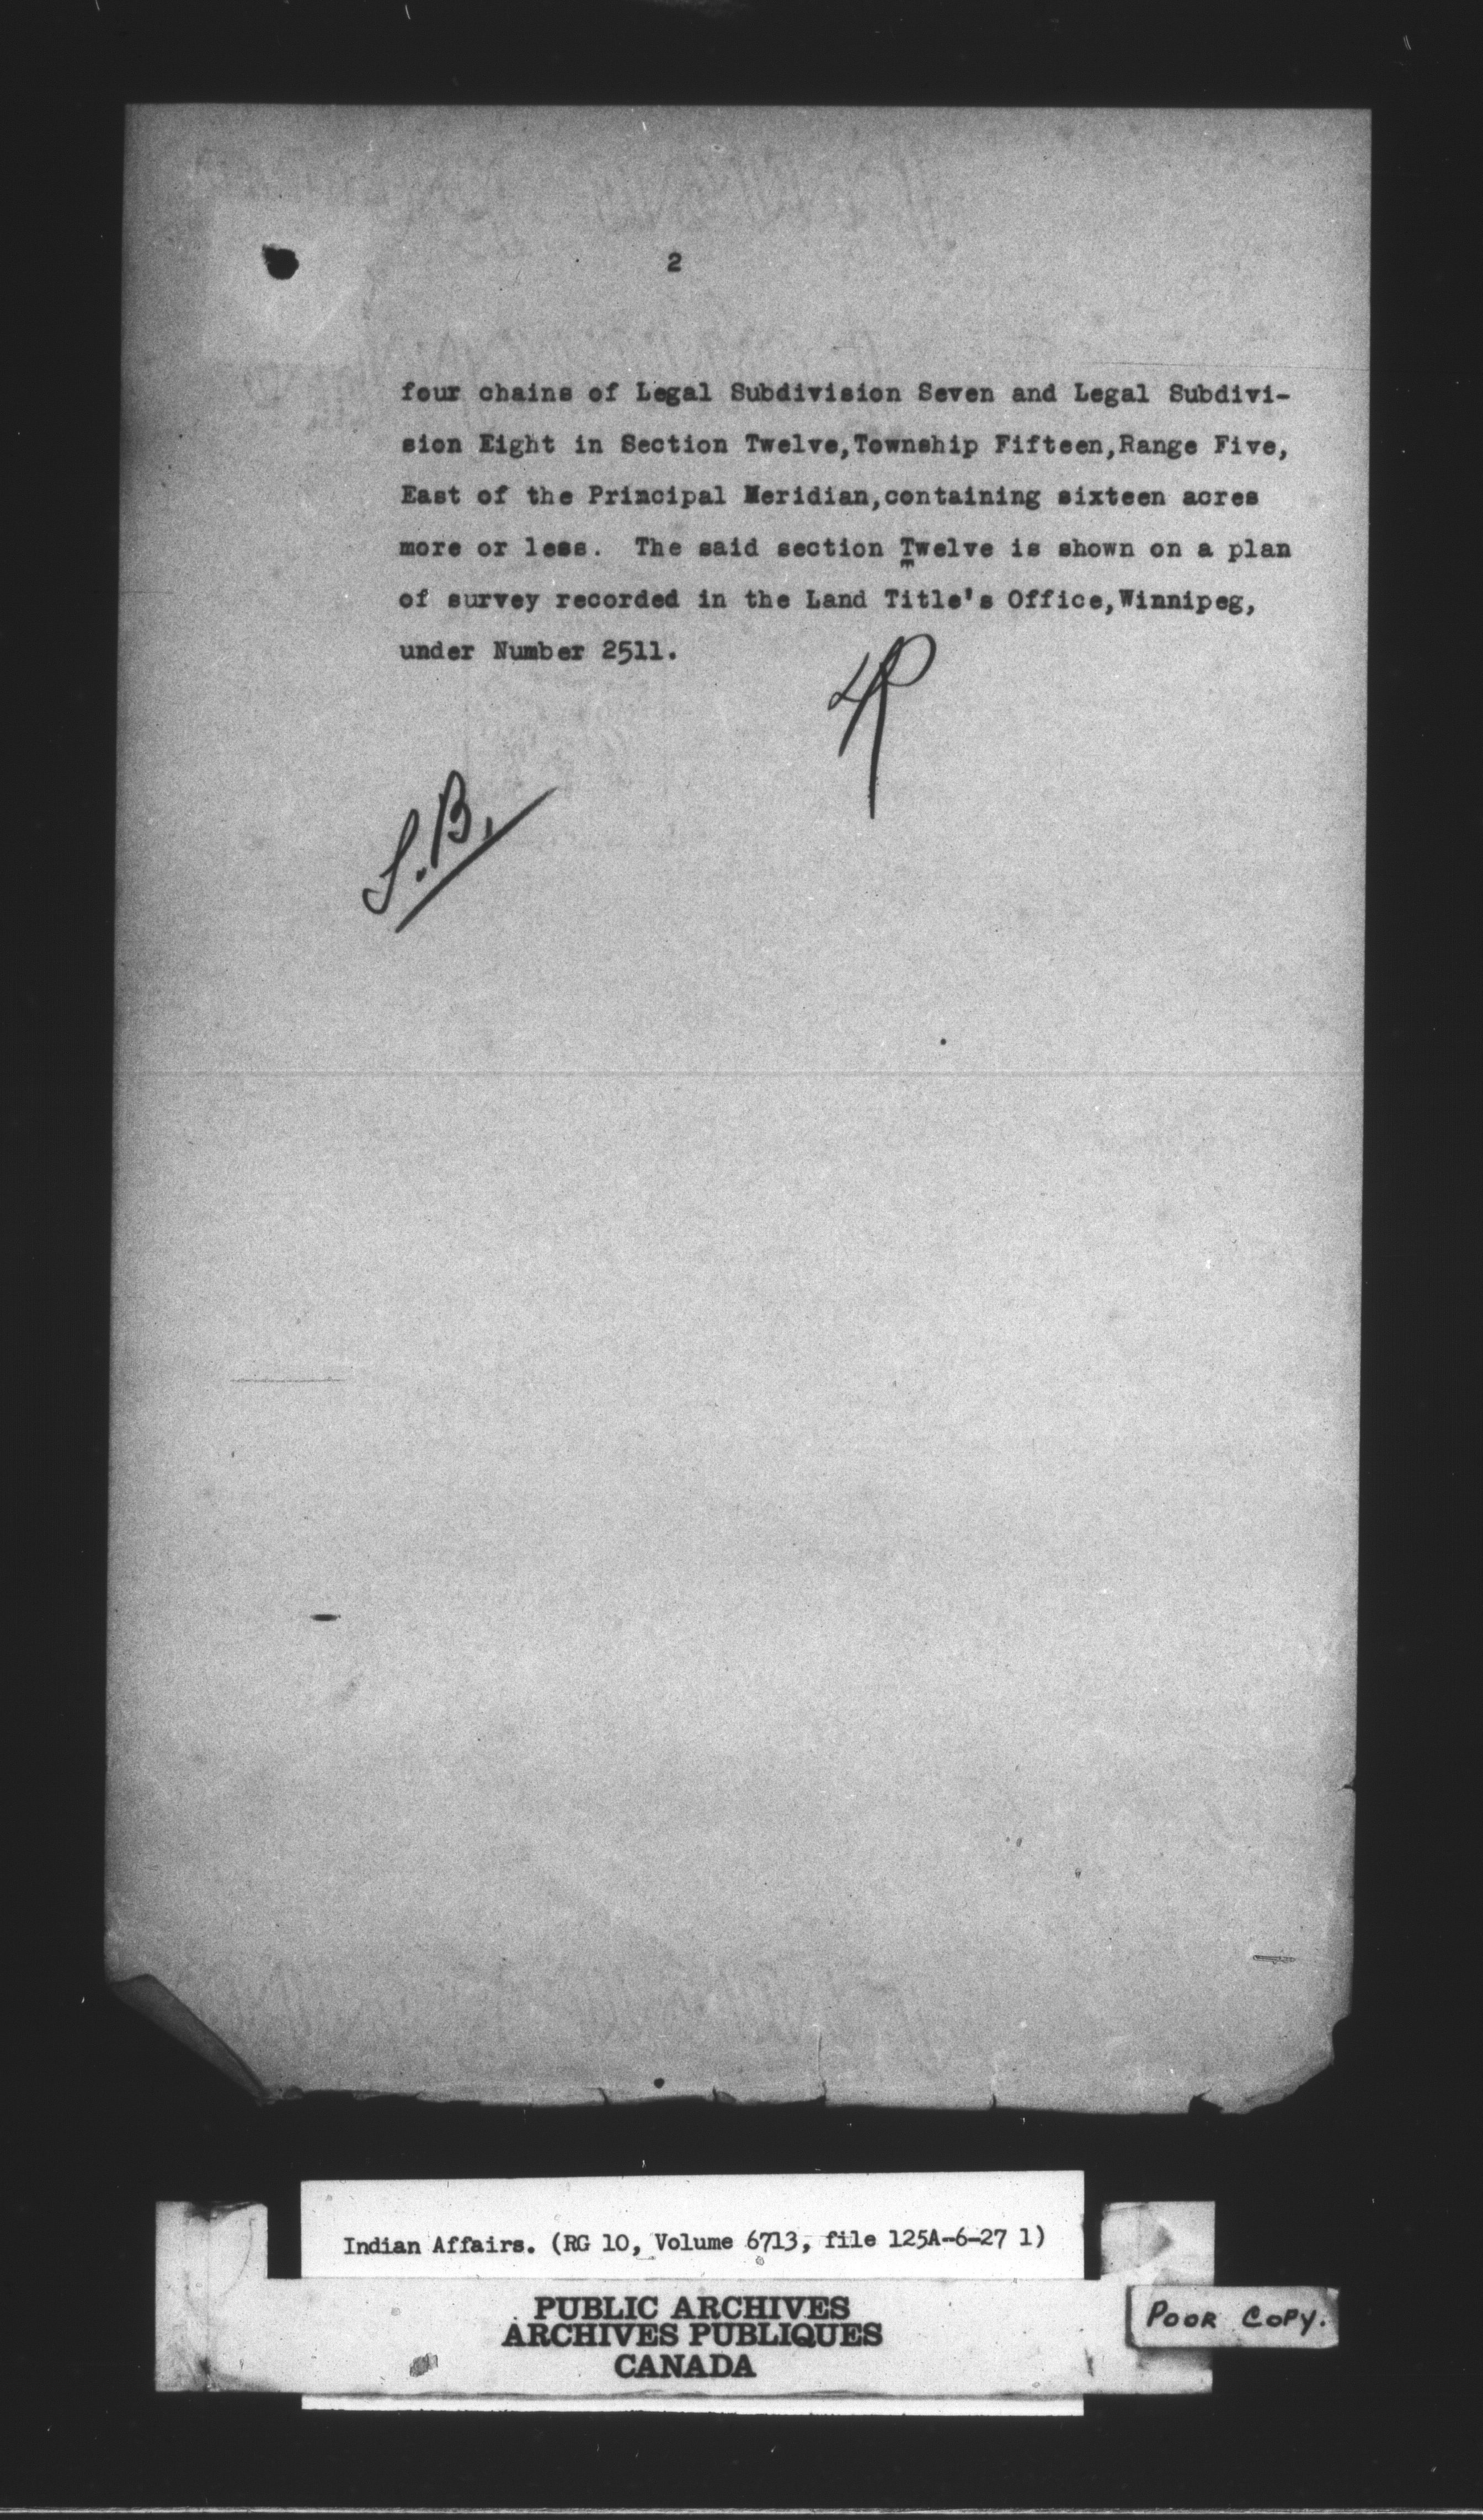 2
four chains of Legal Subdivision Seven and Legal Subdivi-
sion Eight in Section Twelve,Township Fifteen,Range Five,
East of the Principal Meridian,containing sixteen acres
more or less. The said section Twelve is shown on a plan
of survey recorded in the Land Title's Office,Winnipeg,
under Number 2511.
S.B.
Indian Affairs. (RG 10, Volume 6713, file 125A-6-27 1)
PUBLIC ARCHIVES
ARCHIVES PUBLIQUES
CANADA
POOR COPY.